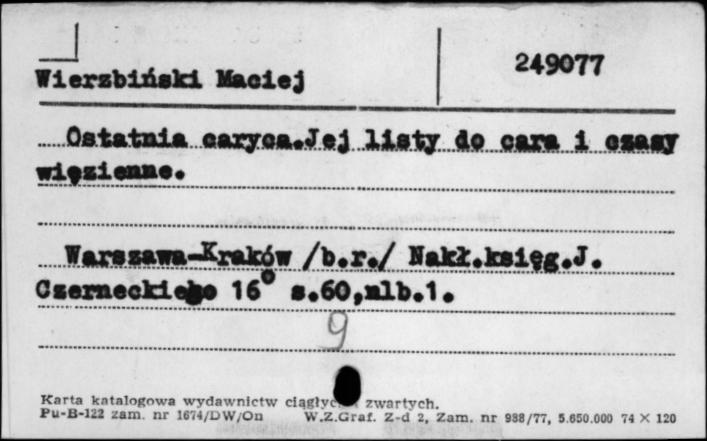 249077
Wierzbiński Maciej
Ostatnia caryca.Jej listy do cara i czasy
więzienne.
Warszawa-Kraków /b.r./ Nakł.księg.J.
Czerneckiego 16° s.60,nlb.1.
9
Karta katalogowa wydawnictw ciągłych zwartych.
Pu-B-122 zam. nr 1674/DW/On W.Z.Graf. Z-d 2, Zam. nr 988/77, 5.650.000 74 X 120